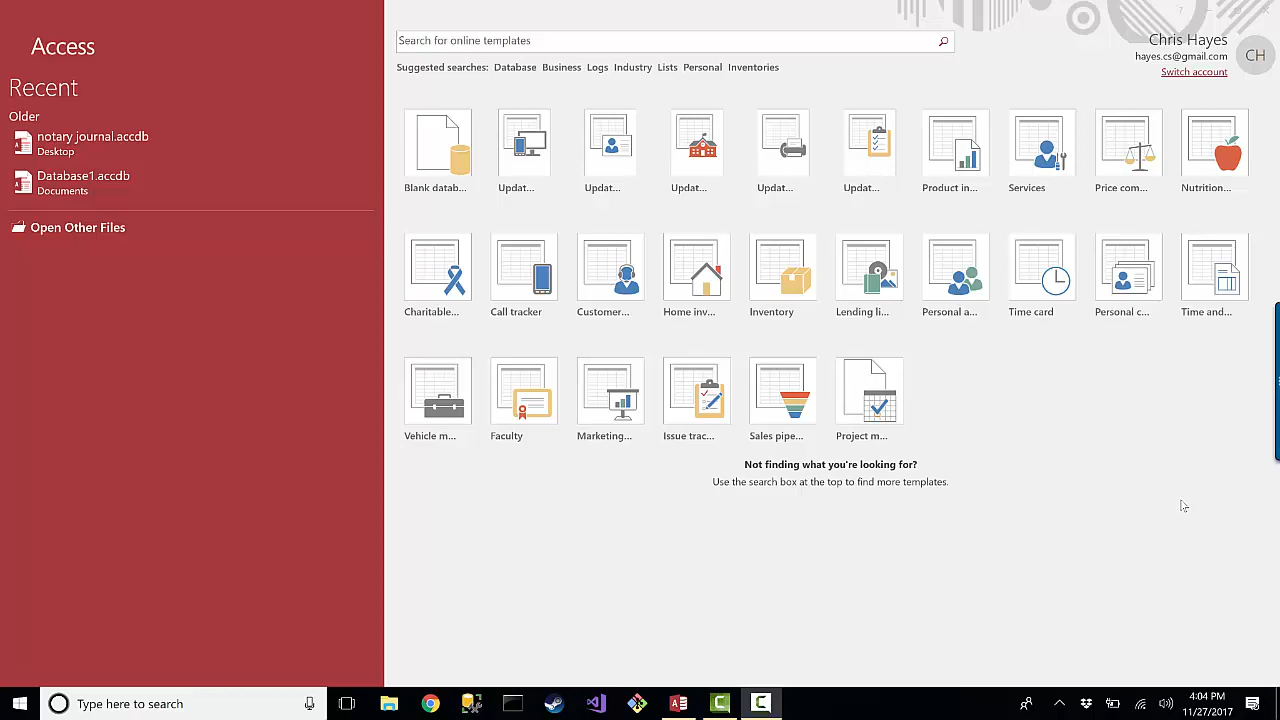 Access
Recent
Older
notary journal.accdb
Desktop
Database1.accdb
Documents
Open Other Files
Search for online templates
Suggested searches: Database Business Logs Industry Lists Personal Inventories
Chris Hayes
hayes.cs@gmail.com
Switch account
CH
Blank datab... Updat... Updat... Updat... Updat... Updat... Product in... Services Price com... Nutrition...
Charitable... Call tracker Customer... Home inv... Inventory Lending li... Personal a... Time card Personal c... Time and...
Vehicle m... Faculty Marketing... Issue trac... Sales pipe... Project m...
Not finding what you're looking for?
Use the search box at the top to find more templates.
Type here to search
4:04 PM
11/27/2017